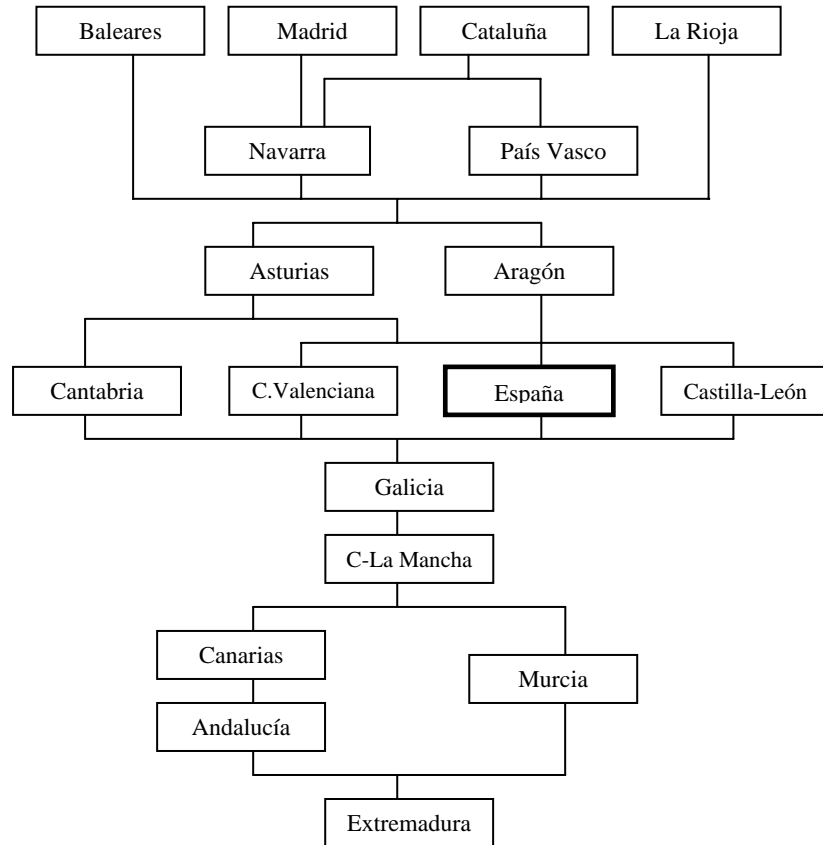 Baleares
Madrid
Cataluña
La Rioja
Navarra
País Vasco
Asturias
Aragón
Cantabria
C.Valenciana
España
Castilla-León
Galicia
C-La Mancha
Canarias
Murcia
Andalucía
Extremadura